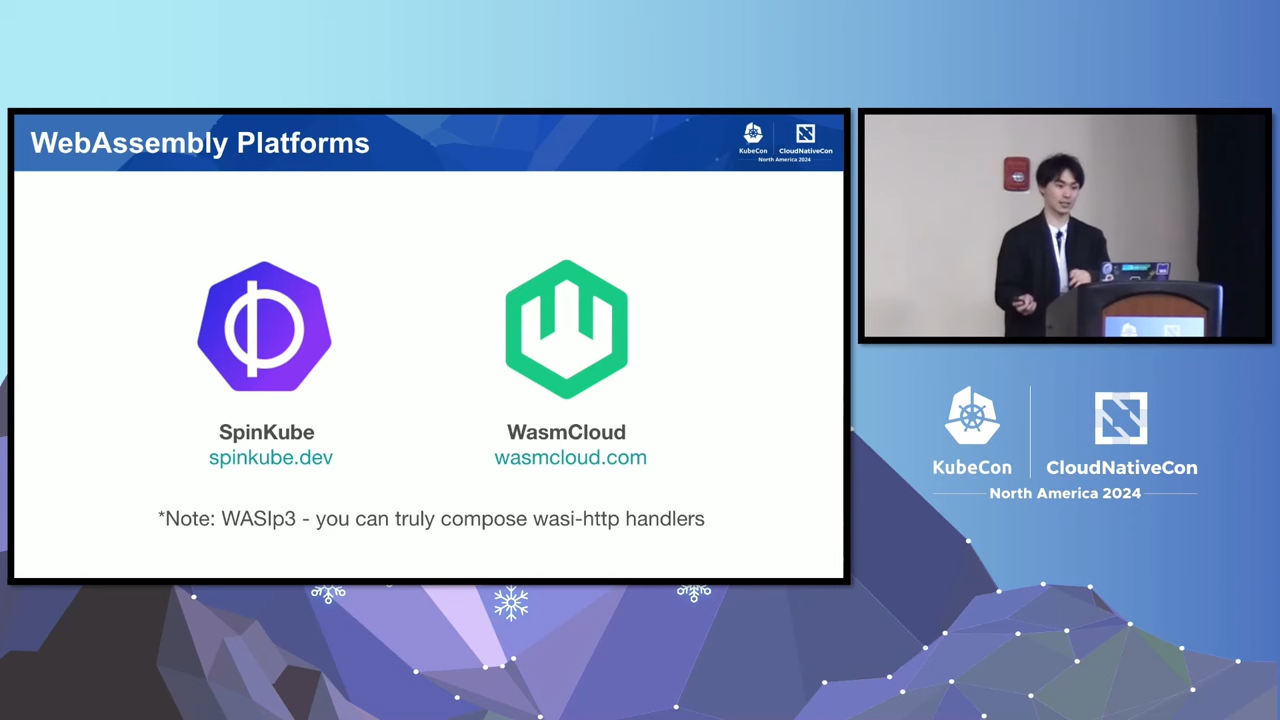 WebAssembly Platforms
KubeCon
CloudNativeCon
North America 2024
SpinKube
spinkube.dev
WasmCloud
wasmcloud.com
*Note: WASIp3 - you can truly compose wasi-http handlers
KubeCon
CloudNativeCon
North America 2024